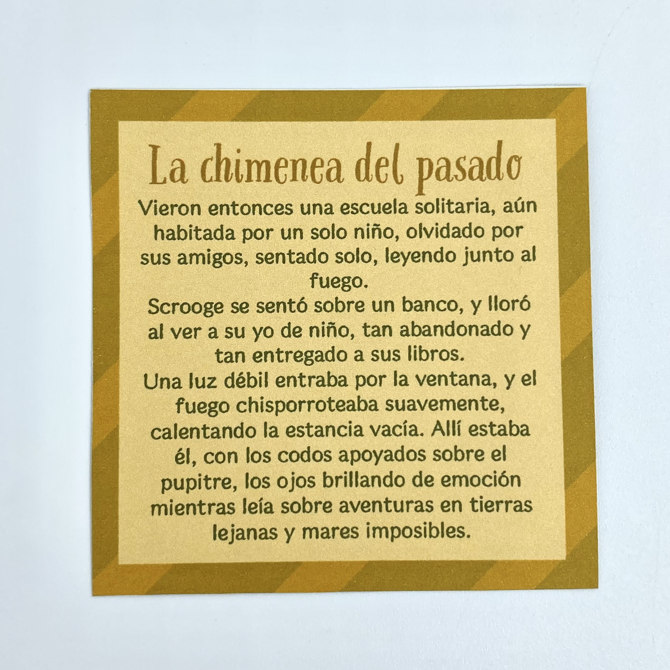 La chimenea del pasado
Vieron entonces una escuela solitaria, aún
habitada por un solo niño, olvidado por
sus amigos, sentado solo, leyendo junto al
fuego.
Scrooge se sentó sobre un banco, y lloró
al ver a su yo de niño, tan abandonado y
tan entregado a sus libros.
Una luz débil entraba por la ventana, y el
fuego chisporroteaba suavemente,
calentando la estancia vacía. Allí estaba
él, con los codos apoyados sobre el
pupitre, los ojos brillando de emoción
mientras leía sobre aventuras en tierras
lejanas y mares imposibles.